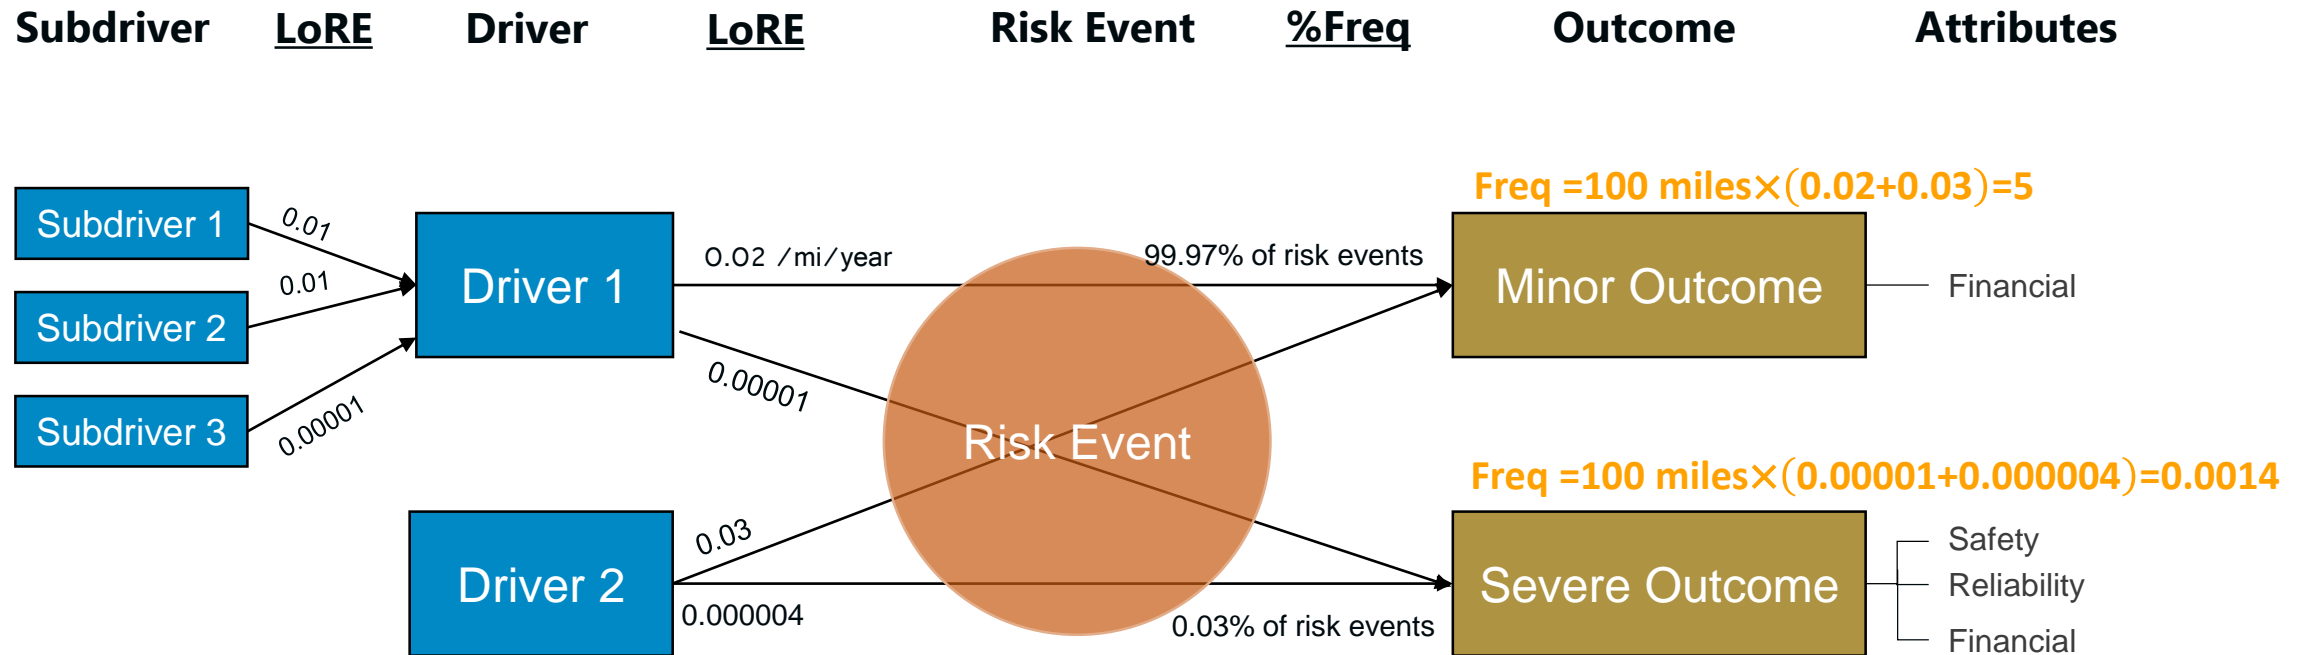 Subdriver LoRE Driver LoRE Risk Event %Freq Outcome Attributes
Freq =100 miles×(0.02+0.03)=5
Subdriver 1
0.01
Subdriver 2
0.01
Subdriver 3
0.00001
Driver 1
0.02 /mi/year
0.00001
Driver 2
0.03
0.000004
Risk Event
99.97% of risk events
Minor Outcome
Financial
Freq =100 miles×(0.00001+0.000004)=0.0014
0.03% of risk events
Severe Outcome
Safety
Reliability
Financial